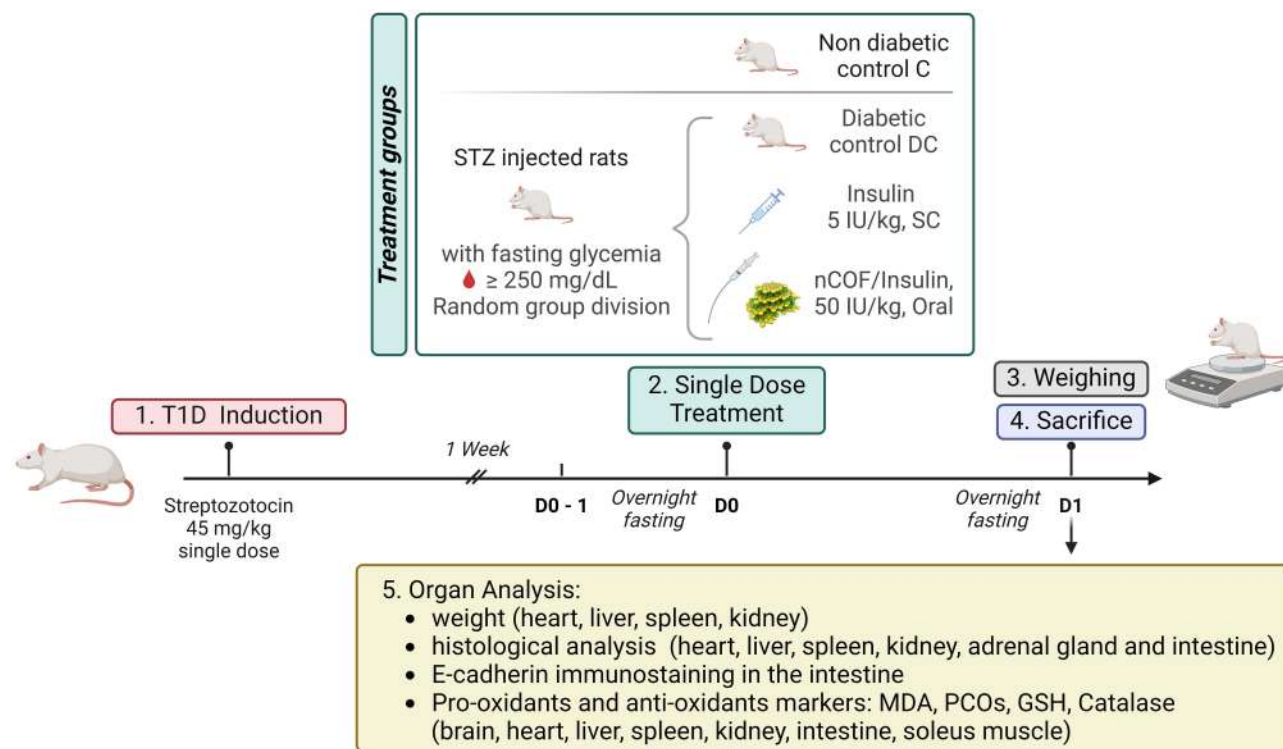 Treatment groups
Non diabetic
control C
STZ injected rats
with fasting glycemia
≥ 250 mg/dL
Random group division
Diabetic
control DC
Insulin
5 IU/kg, SC
nCOF/Insulin,
50 IU/kg, Oral
1. T1D Induction
2. Single Dose
Treatment
3. Weighing
4. Sacrifice
1 Week
Streptozotocin
45 mg/kg
single dose
D0 - 1
Overnight
fasting
D0
Overnight
fasting
D1
5. Organ Analysis:
• weight (heart, liver, spleen, kidney)
• histological analysis (heart, liver, spleen, kidney, adrenal gland and intestine)
• E-cadherin immunostaining in the intestine
• Pro-oxidants and anti-oxidants markers: MDA, PCOs, GSH, Catalase
(brain, heart, liver, spleen, kidney, intestine, soleus muscle)